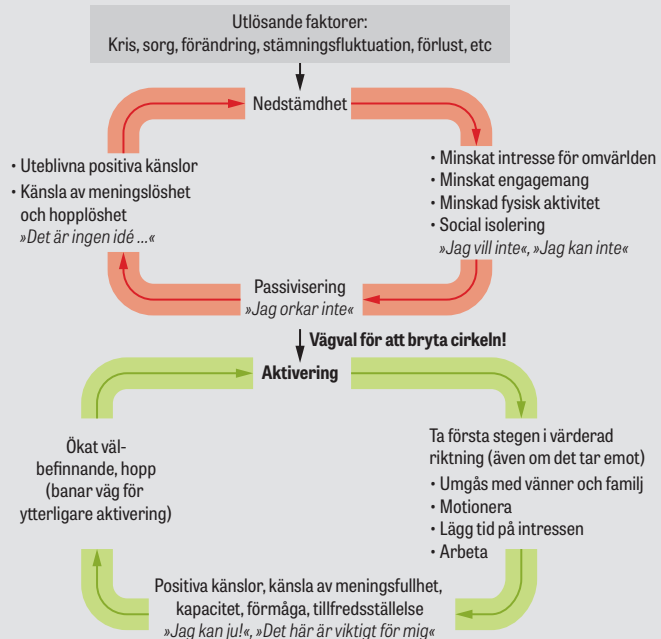 Utlösande faktorer:
Kris, sorg, förändring, stämningsfluktuation, förlust, etc
Nedstämdhet
• Minskat intresse för omvärlden
• Minskat engagemang
• Minskad fysisk aktivitet
• Social isolering
»Jag vill inte«, »Jag kan inte«
Passivisering
»Jag orkar inte«
• Uteblivna positiva känslor
• Känsla av meningslöshet
och hopplöshet
»Det är ingen idé ...«
Vägval för att bryta cirkeln!
Aktivering
Ta första stegen i värderad
riktning (även om det tar emot)
• Umgås med vänner och familj
• Motionera
• Lägg tid på intressen
• Arbeta
Positiva känslor, känsla av meningsfullhet,
kapacitet, förmåga, tillfredsställelse
»Jag kan ju!«, »Det här är viktigt för mig«
Ökat väl-
befinnande, hopp
(banar väg för
ytterligare aktivering)